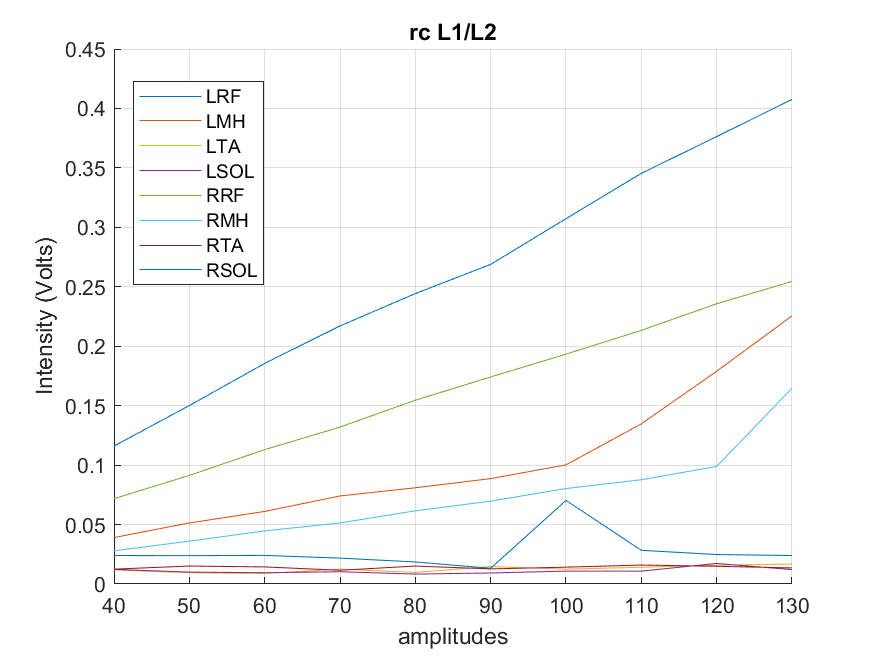 rc L1/L2
0.45
0.4
0.35
0.3
0.25
0.2
0.15
0.1
0.05
0
Intensity (Volts)
LRF
LMH
LTA
LSOL
RRF
RMH
RTA
RSOL
40 50 60 70 80 90 100 110 120 130
amplitudes